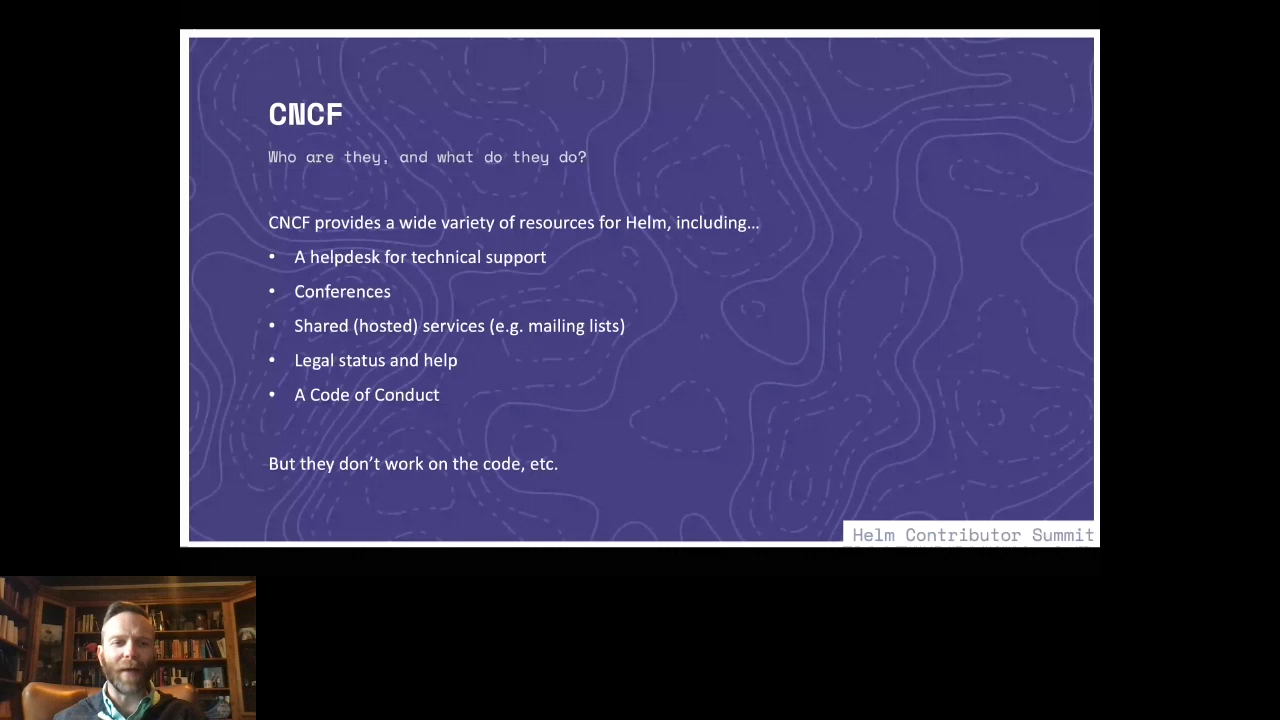 CNCF
Who are they, and what do they do?
CNCF provides a wide variety of resources for Helm, including…
• A helpdesk for technical support
• Conferences
• Shared (hosted) services (e.g. mailing lists)
• Legal status and help
• A Code of Conduct
But they don’t work on the code, etc.
Helm Contributor Summit